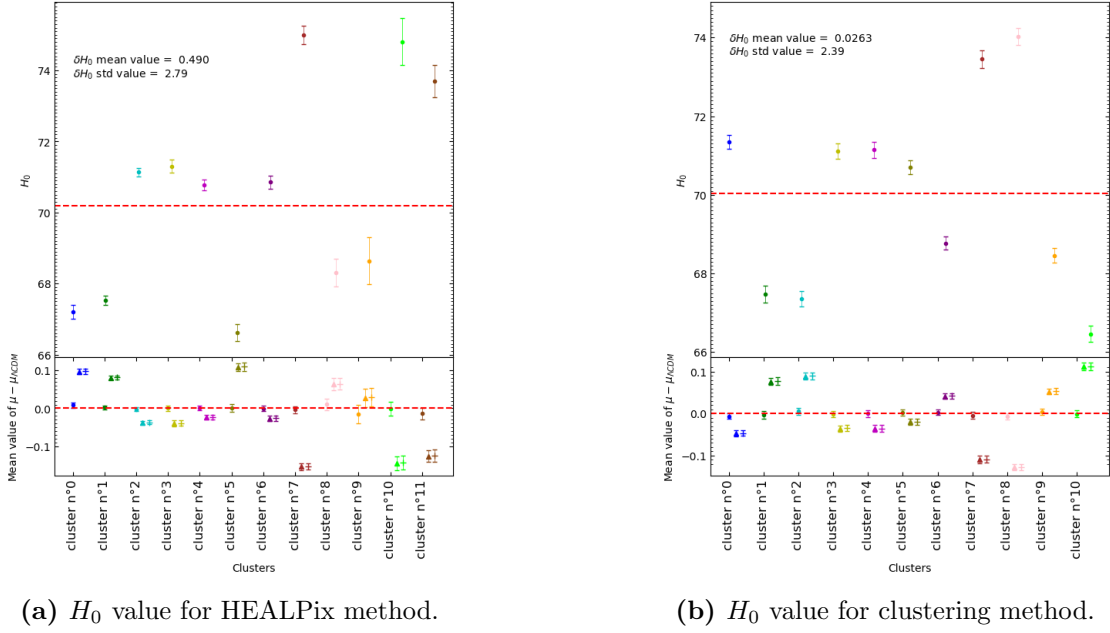 δH₀ mean value = 0.490
δH₀ std value = 2.79
H₀
74
72
70
68
66
Mean value of μ − μ_ΛCDM
0.1
0.0
−0.1
cluster n°0
cluster n°1
cluster n°2
cluster n°3
cluster n°4
cluster n°5
cluster n°6
cluster n°7
cluster n°8
cluster n°9
cluster n°10
cluster n°11
Clusters
(a) H₀ value for HEALPix method.
δH₀ mean value = 0.0263
δH₀ std value = 2.39
H₀
74
72
70
68
66
Mean value of μ − μ_ΛCDM
0.1
0.0
−0.1
cluster n°0
cluster n°1
cluster n°2
cluster n°3
cluster n°4
cluster n°5
cluster n°6
cluster n°7
cluster n°8
cluster n°9
cluster n°10
Clusters
(b) H₀ value for clustering method.